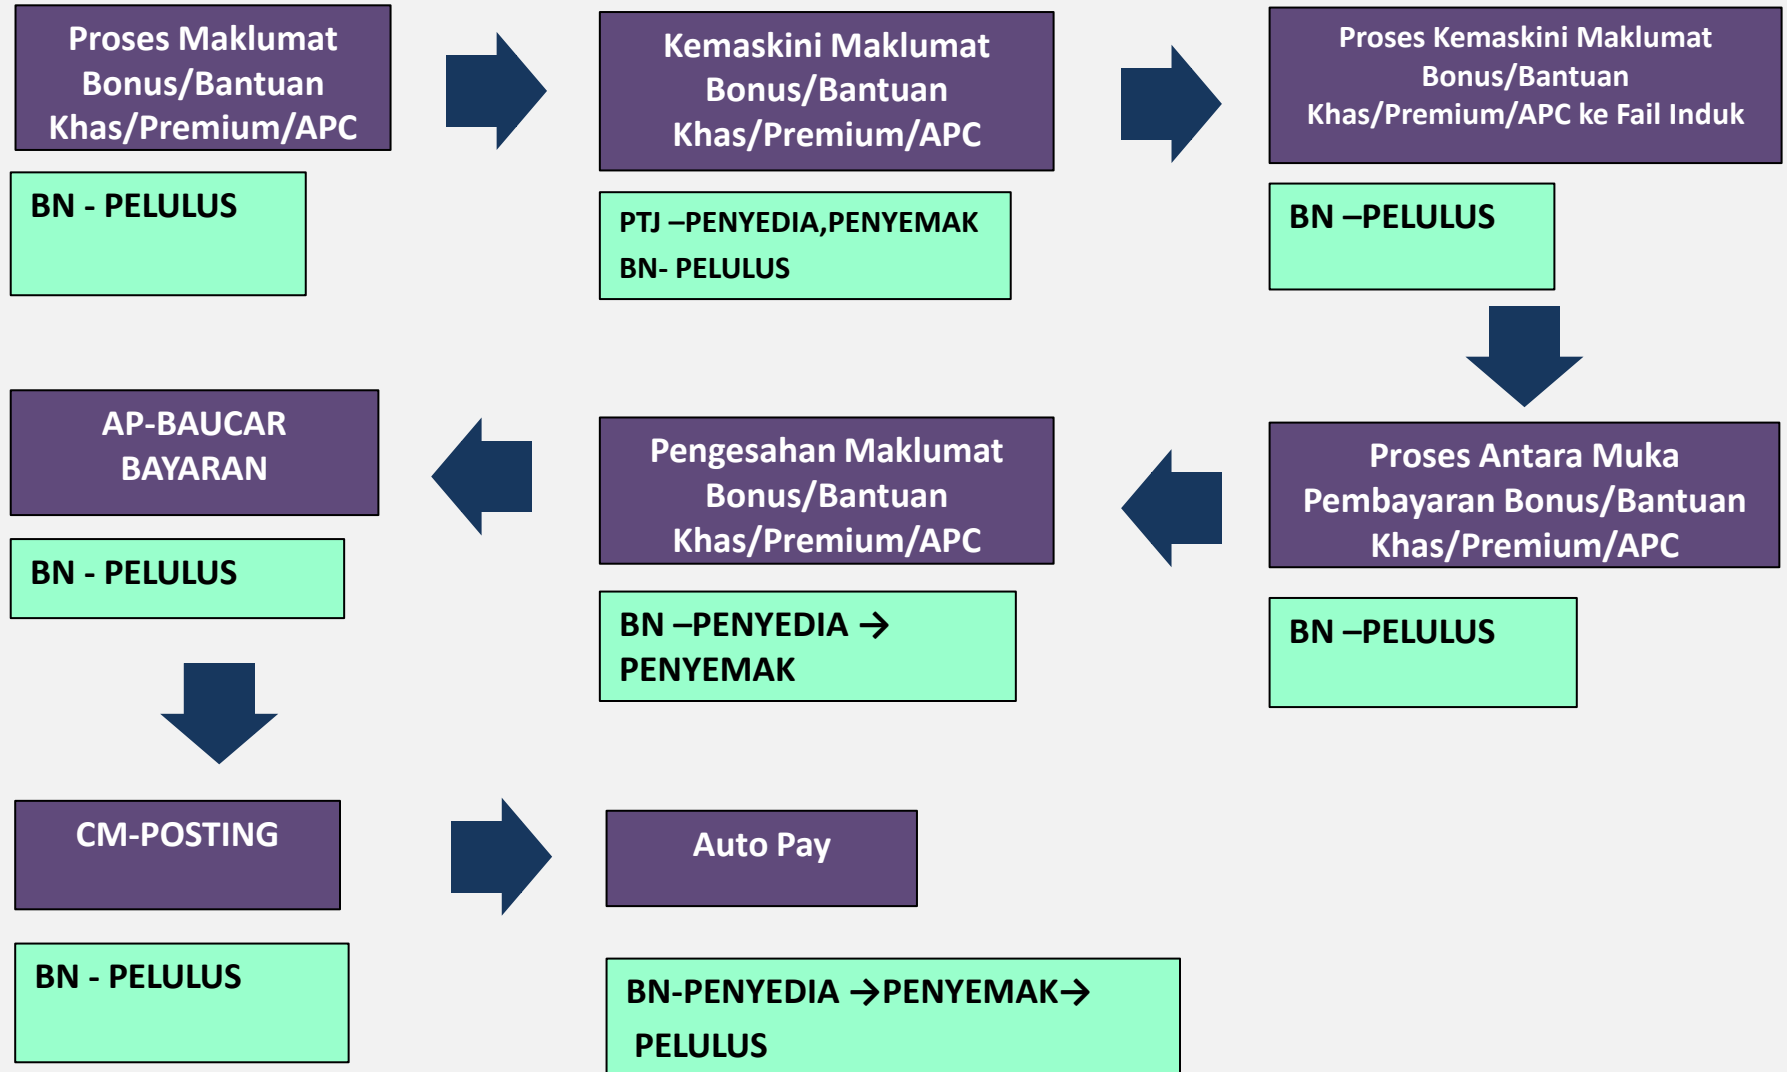 Proses Maklumat
Bonus/Bantuan
Khas/Premium/APC
BN - PELULUS
Kemaskini Maklumat
Bonus/Bantuan
Khas/Premium/APC
PTJ –PENYEDIA,PENYEMAK
BN- PELULUS
Proses Kemaskini Maklumat
Bonus/Bantuan
Khas/Premium/APC ke Fail Induk
BN –PELULUS
Proses Antara Muka
Pembayaran Bonus/Bantuan
Khas/Premium/APC
BN –PELULUS
Pengesahan Maklumat
Bonus/Bantuan
Khas/Premium/APC
BN –PENYEDIA →
PENYEMAK
AP-BAUCAR
BAYARAN
BN - PELULUS
CM-POSTING
BN - PELULUS
Auto Pay
BN-PENYEDIA →PENYEMAK→
PELULUS